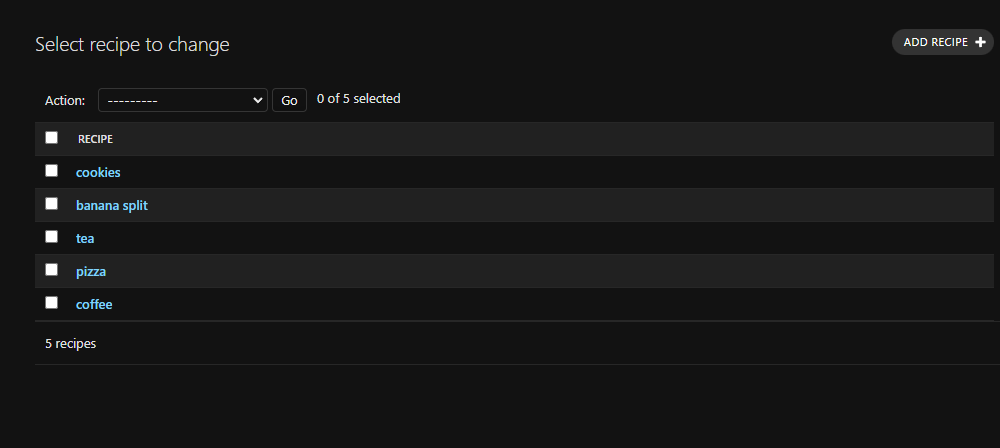 Select recipe to change
ADD RECIPE +
Action: --------- Go 0 of 5 selected
RECIPE
cookies
banana split
tea
pizza
coffee
5 recipes